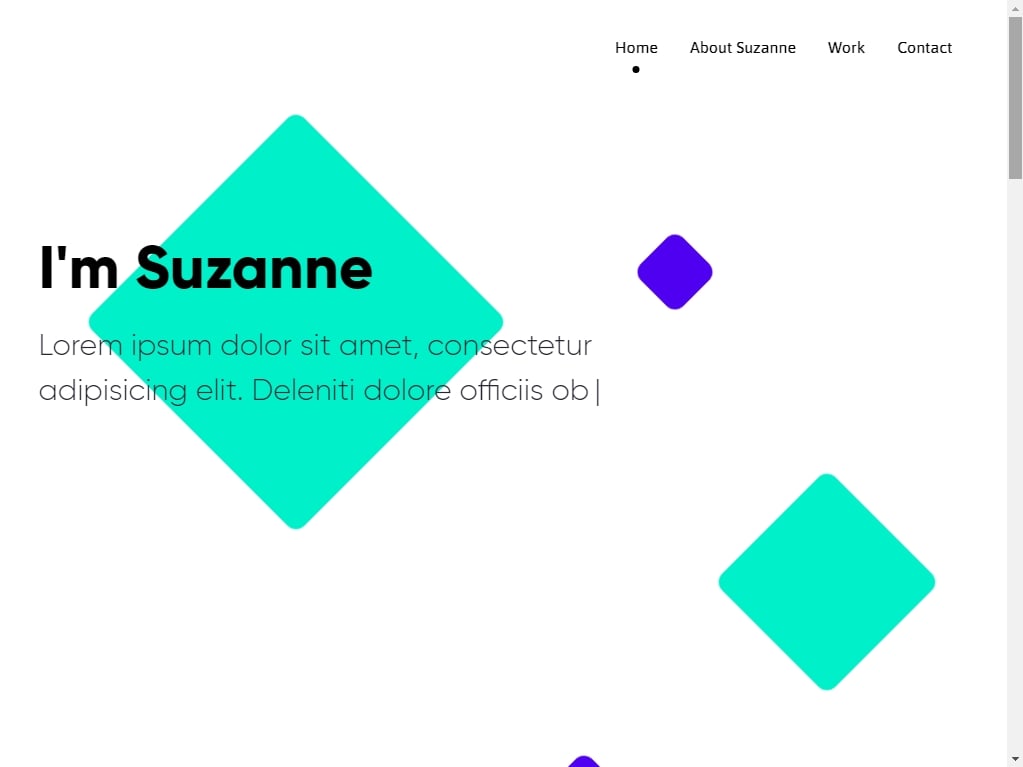 Home About Suzanne Work Contact
I'm Suzanne
Lorem ipsum dolor sit amet, consectetur
adipisicing elit. Deleniti dolore officiis ob|